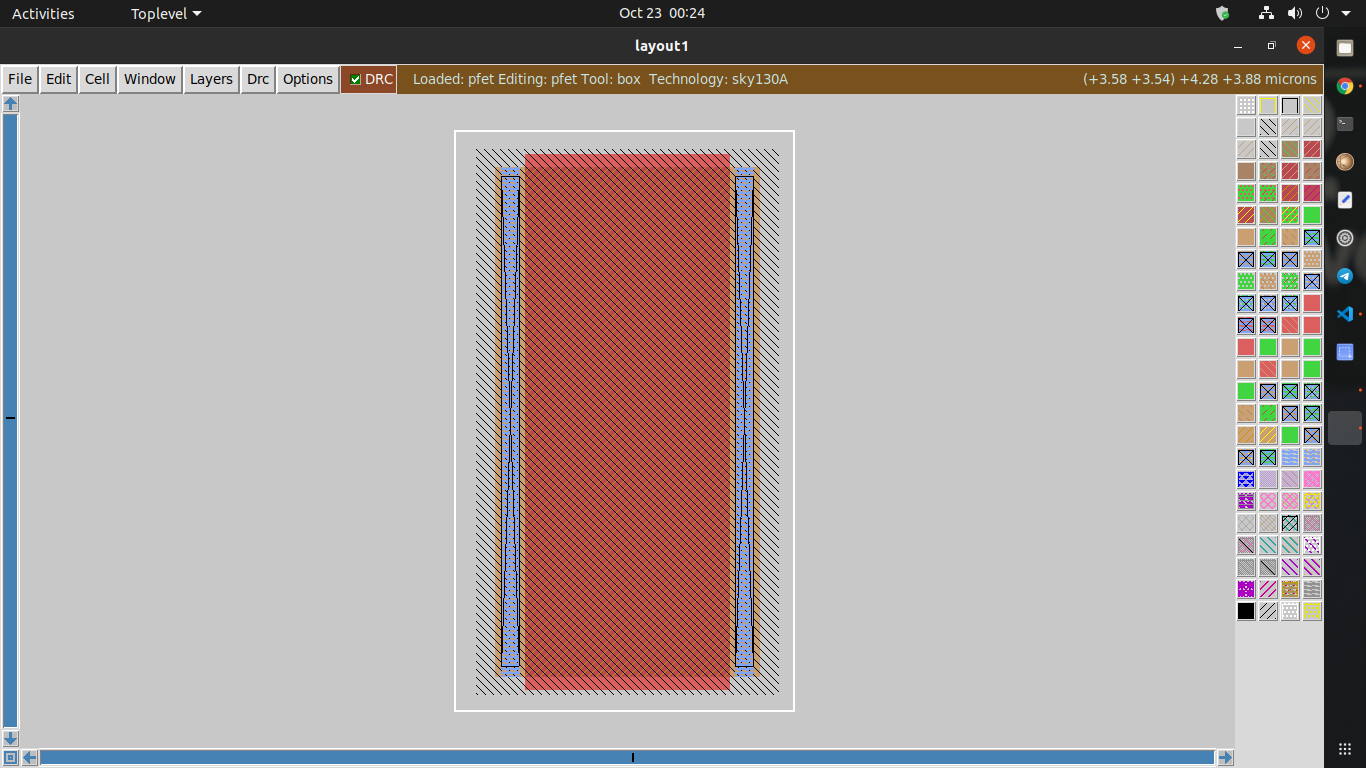 Activities Toplevel Oct 23 00:24
layout1
File Edit Cell Window Layers Drc Options DRC Loaded: pfet Editing: pfet Tool: box Technology: sky130A (+3.58 +3.54) +4.28 +3.88 microns